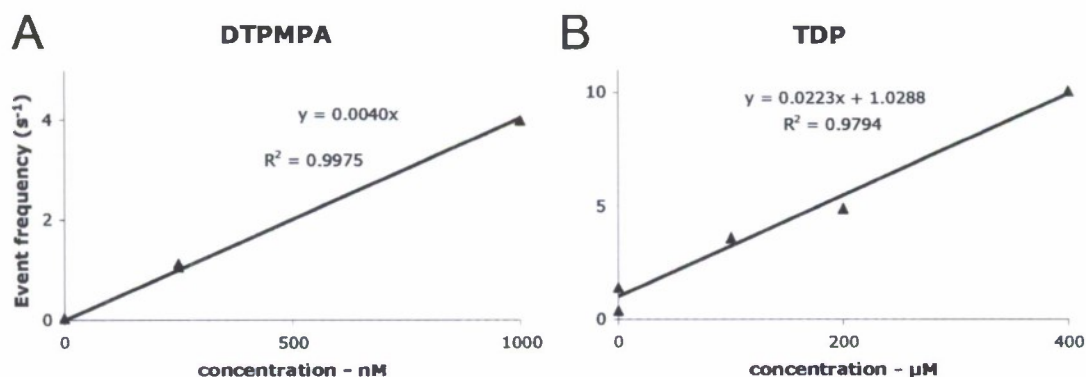 A
DTPMPA
Event frequency (s⁻¹)
4
2
0
y = 0.0040x
R² = 0.9975
0
500
1000
concentration - nM
B
TDP
10
5
0
y = 0.0223x + 1.0288
R² = 0.9794
0
200
400
concentration - µM